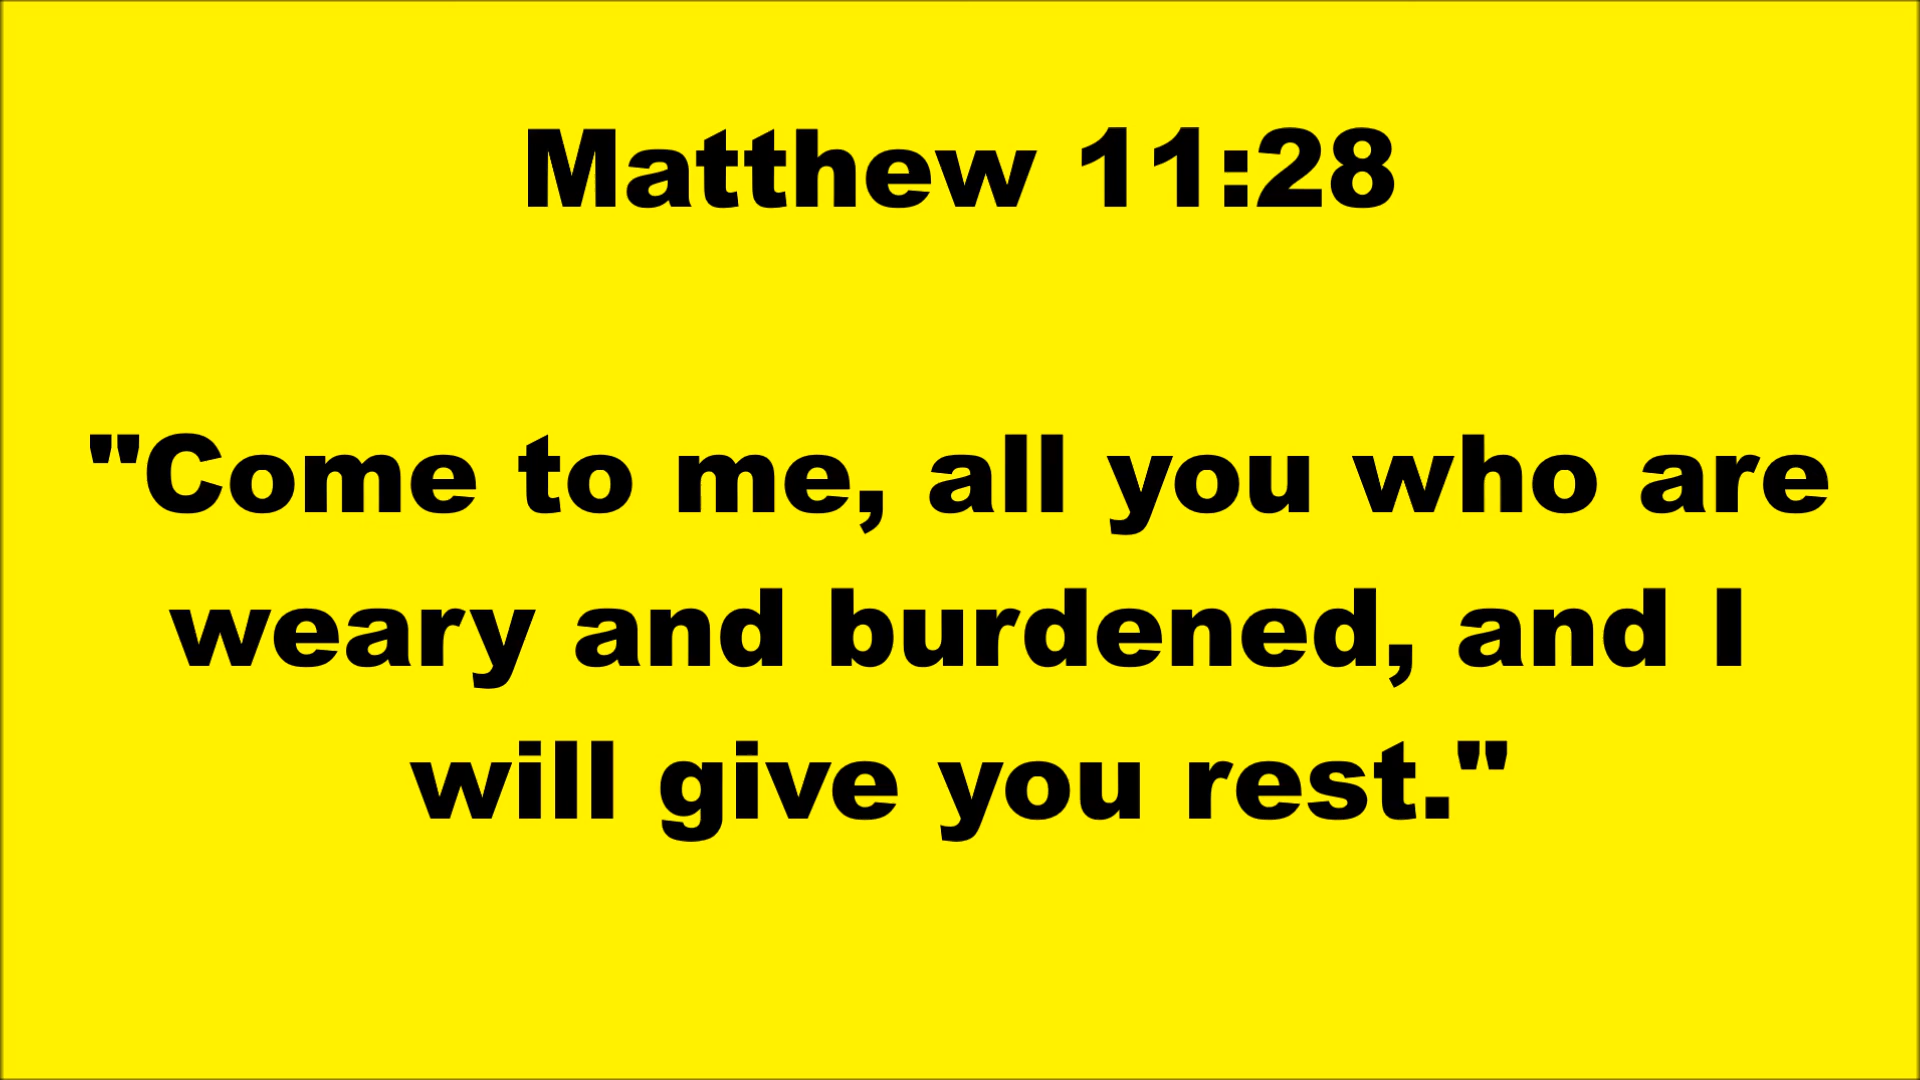 Matthew 11:28
"Come to me, all you who are
weary and burdened, and I
will give you rest."